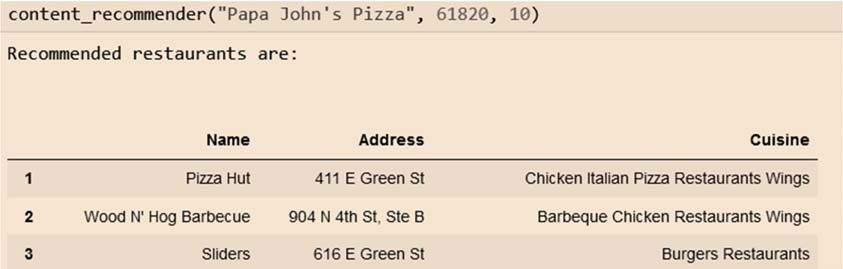 content_recommender("Papa John's Pizza", 61820, 10)
Recommended restaurants are:
Name Address Cuisine
1 Pizza Hut 411 E Green St Chicken Italian Pizza Restaurants Wings
2 Wood N' Hog Barbecue 904 N 4th St, Ste B Barbeque Chicken Restaurants Wings
3 Sliders 616 E Green St Burgers Restaurants